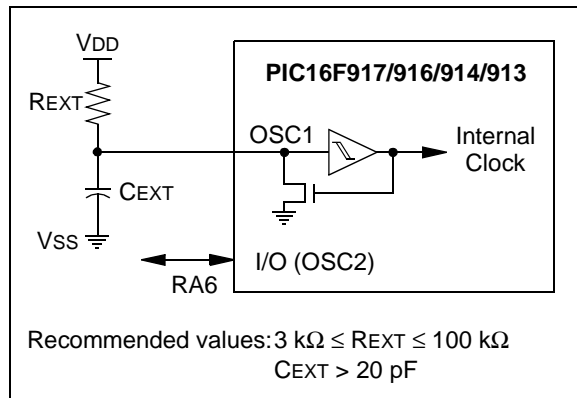 VDD
PIC16F917/916/914/913
REXT
OSC1
Internal
Clock
CEXT
VSS
I/O (OSC2)
RA6
Recommended values: 3 kΩ ≤ REXT ≤ 100 kΩ
CEXT > 20 pF